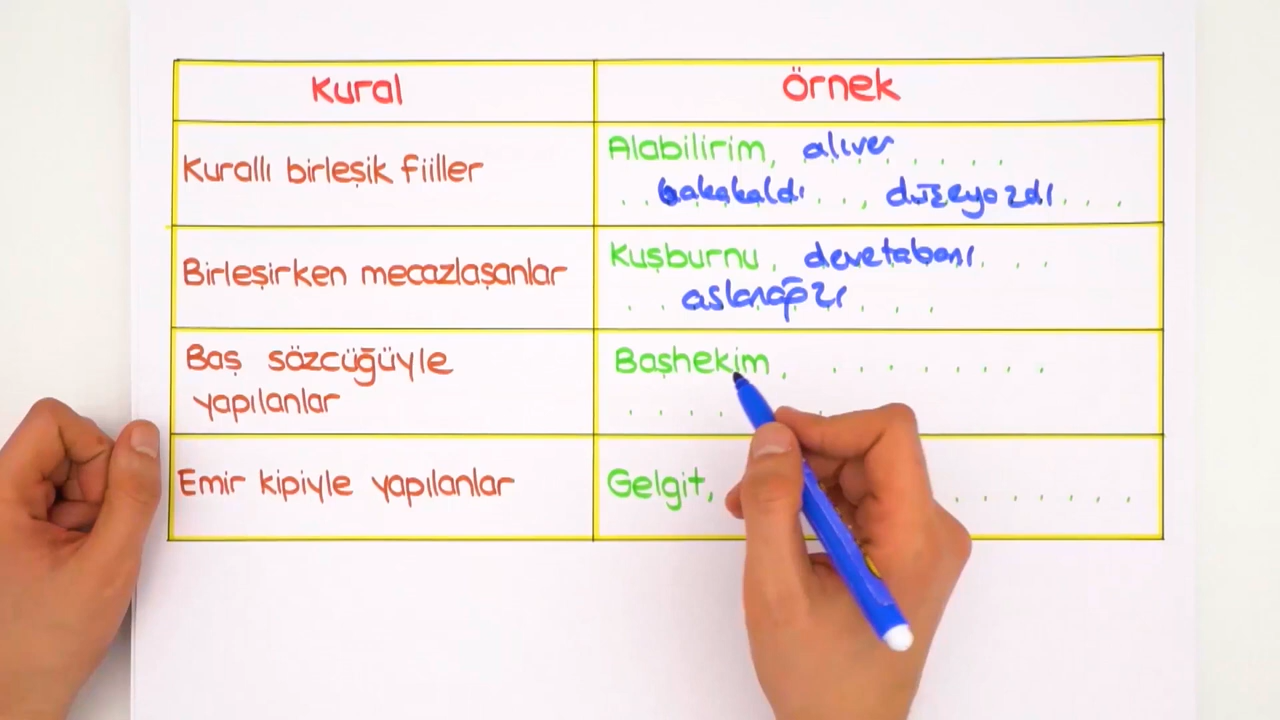 Kural
Örnek
Kurallı birleşik fiiller
Alabilirim, alıver
bakakaldı, düzeyozdı
Birleşirken mecazlaşanlar
Kuşburnu, devetabanı
aslanağzı
Baş sözcüğüyle
yapılanlar
Başhekim,
Emir kipiyle yapılanlar
Gelgit,